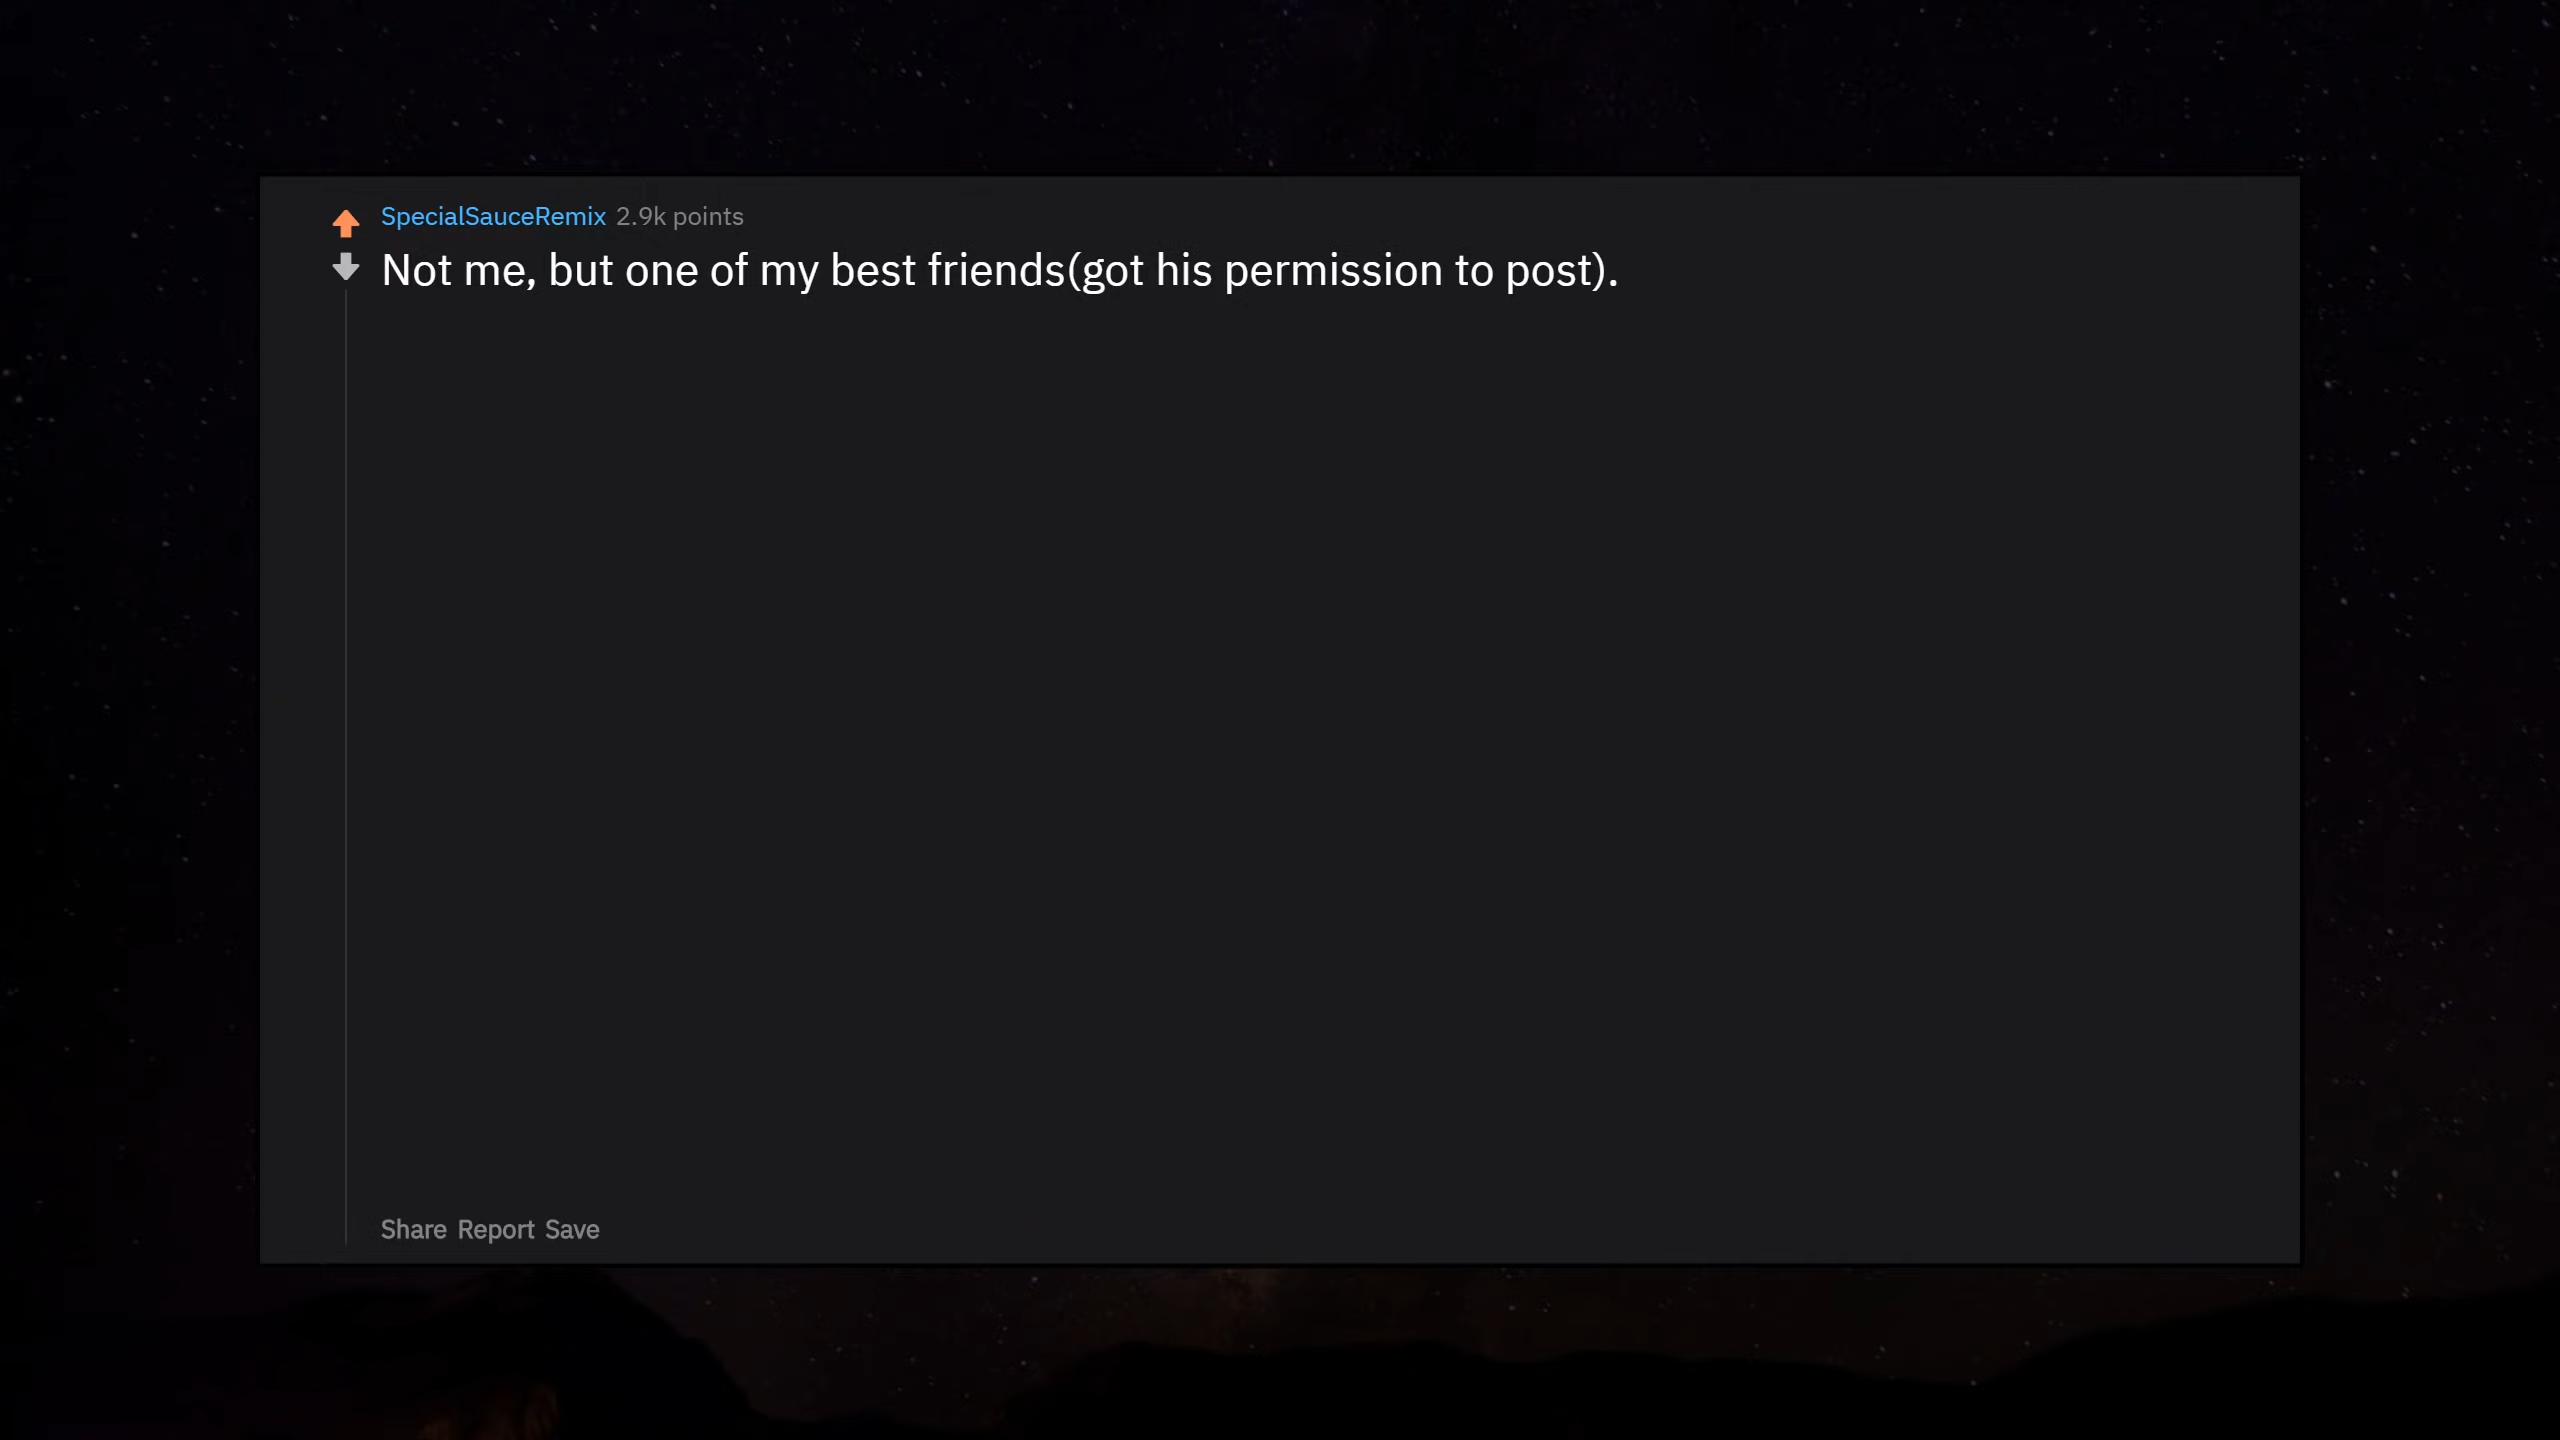 SpecialSauceRemix 2.9k points
Not me, but one of my best friends(got his permission to post).
Share Report Save